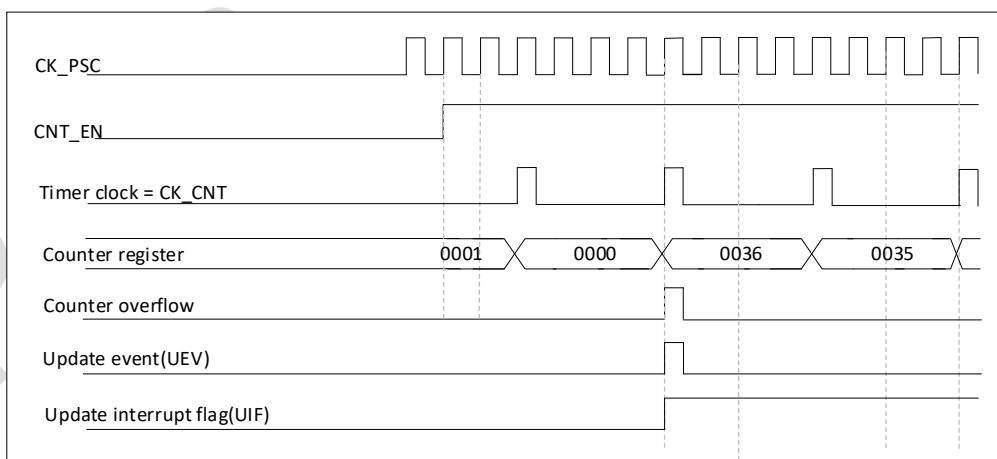 CK_PSC
CNT_EN
Timer clock = CK_CNT
Counter register 0001 0000 0036 0035
Counter overflow
Update event(UEV)
Update interrupt flag(UIF)